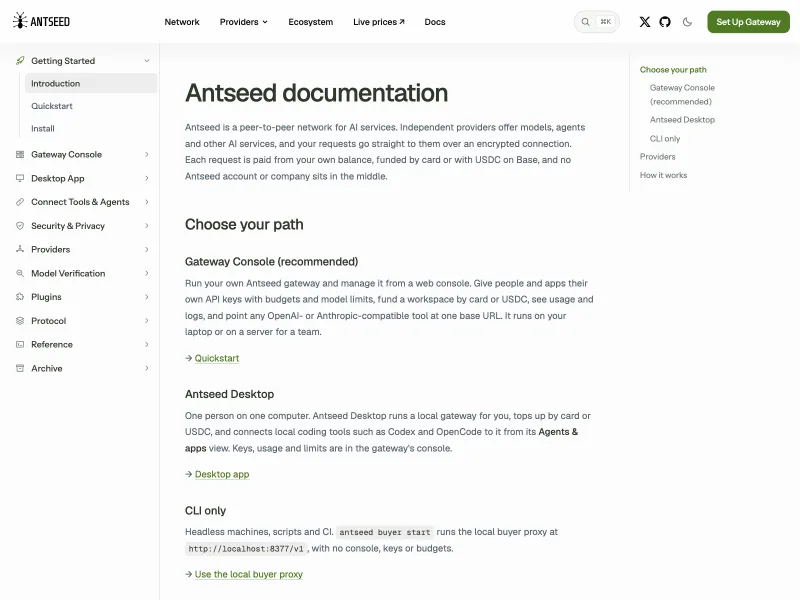 ANTSEED
Network
Providers
Ecosystem
Live prices ↗
Docs
⌘K
Set Up Gateway
Getting Started
Introduction
Quickstart
Install
Gateway Console
Desktop App
Connect Tools & Agents
Security & Privacy
Providers
Model Verification
Plugins
Protocol
Reference
Archive
Antseed documentation
Antseed is a peer-to-peer network for AI services. Independent providers offer models, agents
and other AI services, and your requests go straight to them over an encrypted connection.
Each request is paid from your own balance, funded by card or with USDC on Base, and no
Antseed account or company sits in the middle.
Choose your path
Gateway Console (recommended)
Run your own Antseed gateway and manage it from a web console. Give people and apps their
own API keys with budgets and model limits, fund a workspace by card or USDC, see usage and
logs, and point any OpenAI- or Anthropic-compatible tool at one base URL. It runs on your
laptop or on a server for a team.
→ Quickstart
Antseed Desktop
One person on one computer. Antseed Desktop runs a local gateway for you, tops up by card or
USDC, and connects local coding tools such as Codex and OpenCode to it from its Agents &
apps view. Keys, usage and limits are in the gateway's console.
→ Desktop app
CLI only
Headless machines, scripts and CI. antseed buyer start runs the local buyer proxy at
http://localhost:8377/v1, with no console, keys or budgets.
→ Use the local buyer proxy
Choose your path
Gateway Console
(recommended)
Antseed Desktop
CLI only
Providers
How it works